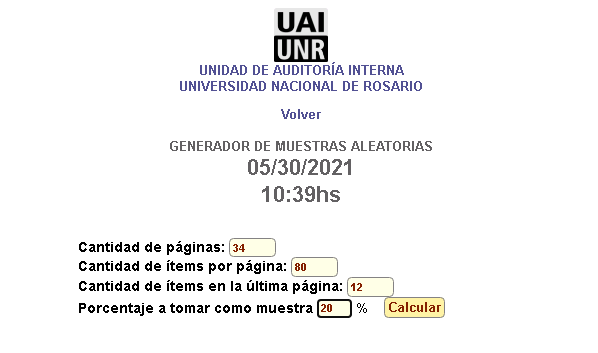 UAI
UNR
UNIDAD DE AUDITORÍA INTERNA
UNIVERSIDAD NACIONAL DE ROSARIO
Volver
GENERADOR DE MUESTRAS ALEATORIAS
05/30/2021
10:39hs
Cantidad de páginas: 34
Cantidad de ítems por página: 80
Cantidad de ítems en la última página: 12
Porcentaje a tomar como muestra 20 % Calcular